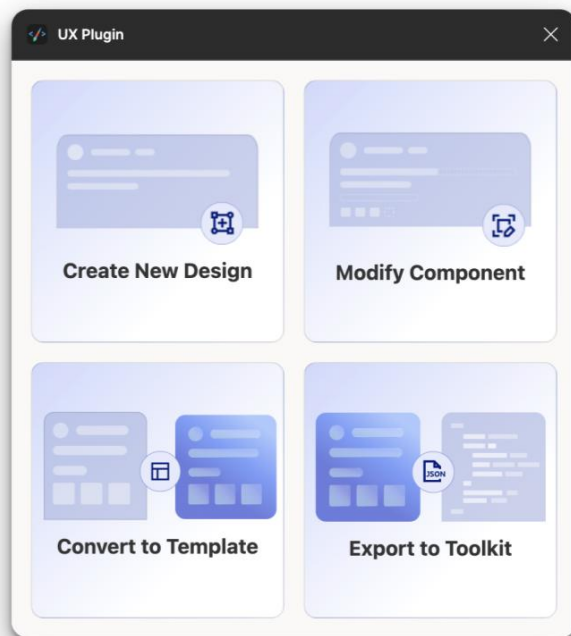 UX Plugin
Create New Design
Modify Component
Convert to Template
JSON
Export to Toolkit